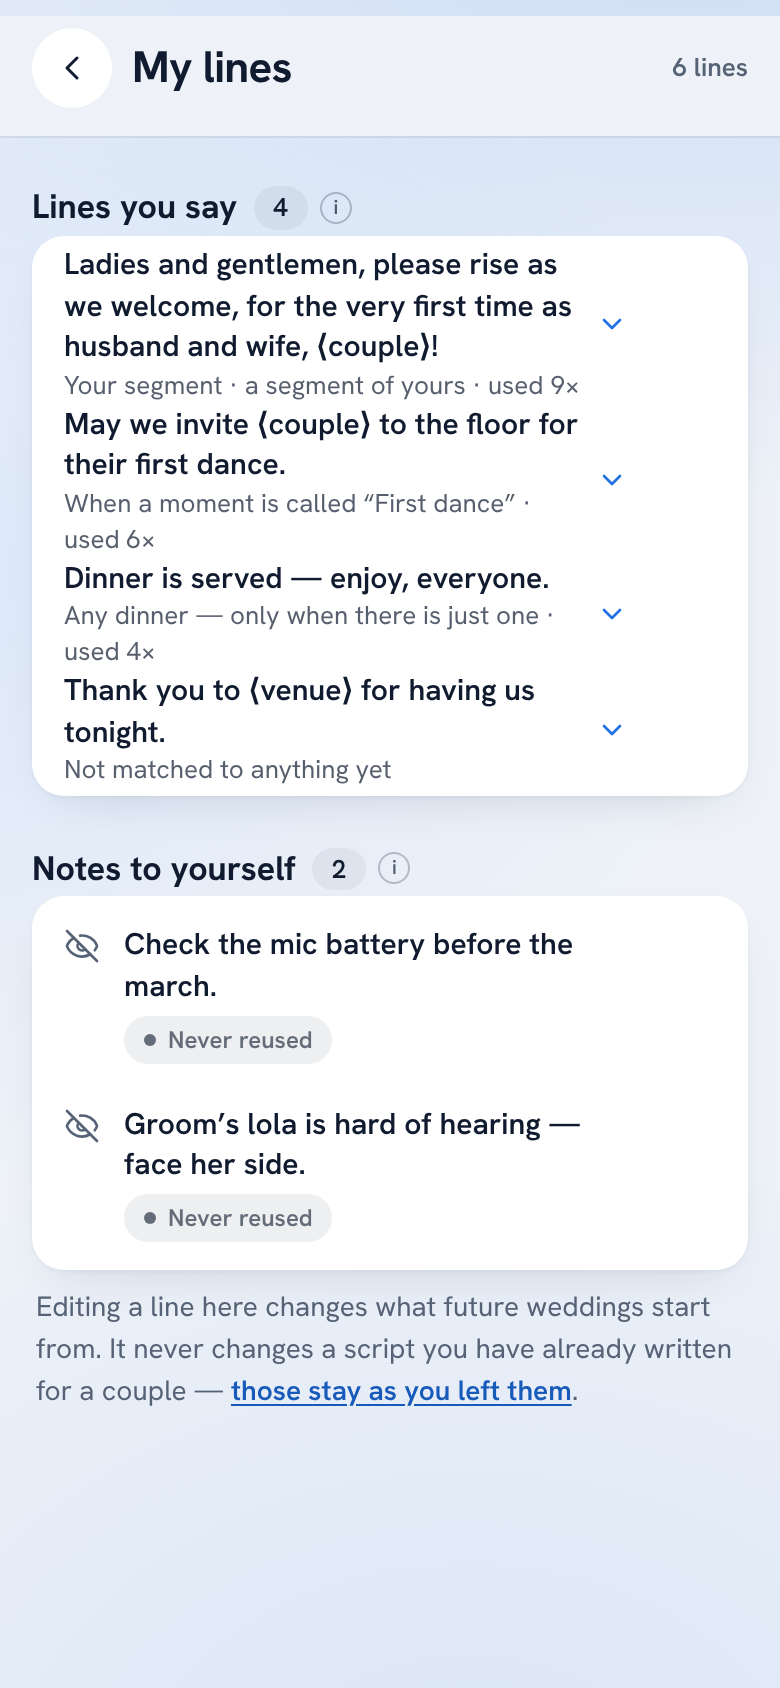 My lines
6 lines
Lines you say 4 i
Ladies and gentlemen, please rise as
we welcome, for the very first time as
husband and wife, ⟨couple⟩!
Your segment · a segment of yours · used 9×
May we invite ⟨couple⟩ to the floor for
their first dance.
When a moment is called “First dance” ·
used 6×
Dinner is served — enjoy, everyone.
Any dinner — only when there is just one ·
used 4×
Thank you to ⟨venue⟩ for having us
tonight.
Not matched to anything yet
Notes to yourself 2 i
Check the mic battery before the
march.
Never reused
Groom’s lola is hard of hearing —
face her side.
Never reused
Editing a line here changes what future weddings start
from. It never changes a script you have already written
for a couple — those stay as you left them.